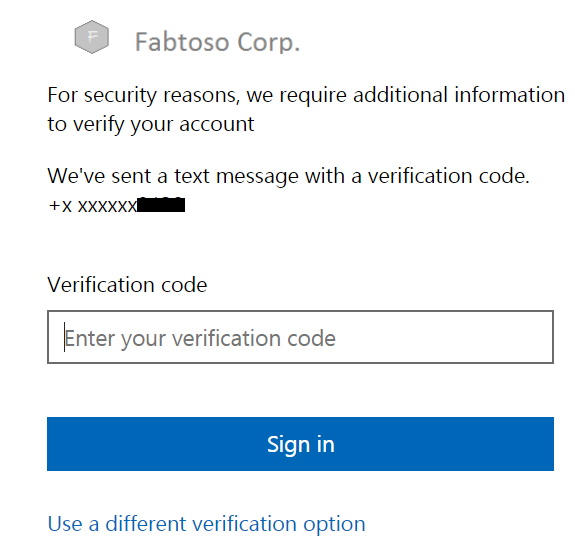 F
Fabtoso Corp.
For security reasons, we require additional information
to verify your account
We've sent a text message with a verification code.
+x xxxxxx
Verification code
Enter your verification code
Sign in
Use a different verification option